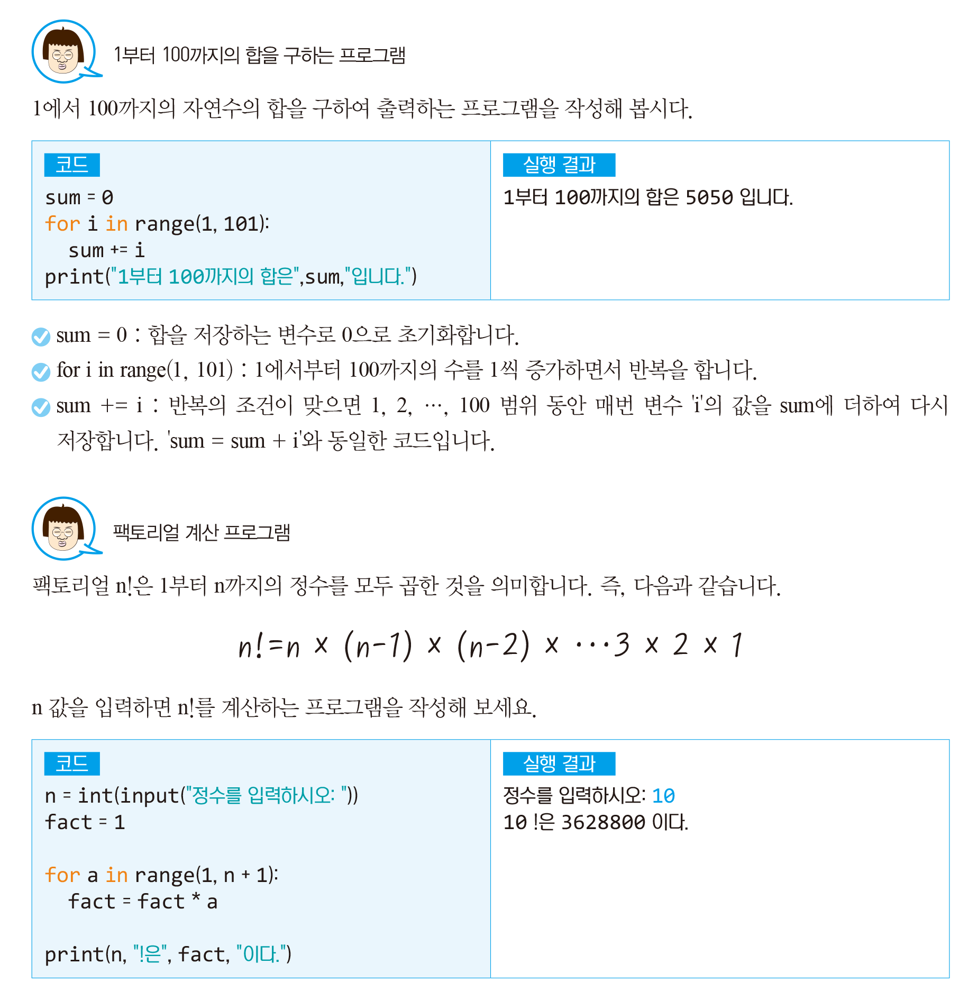 1부터 100까지의 합을 구하는 프로그램
1에서 100까지의 자연수의 합을 구하여 출력하는 프로그램을 작성해 봅시다.
코드
sum = 0
for i in range(1, 101):
  sum += i
print("1부터 100까지의 합은",sum,"입니다.")
실행 결과
1부터 100까지의 합은 5050 입니다.
sum = 0 : 합을 저장하는 변수로 0으로 초기화합니다.
for i in range(1, 101) : 1에서부터 100까지의 수를 1씩 증가하면서 반복을 합니다.
sum += i : 반복의 조건이 맞으면 1, 2, …, 100 범위 동안 매번 변수 'i'의 값을 sum에 더하여 다시
저장합니다. 'sum = sum + i'와 동일한 코드입니다.
팩토리얼 계산 프로그램
팩토리얼 n!은 1부터 n까지의 정수를 모두 곱한 것을 의미합니다. 즉, 다음과 같습니다.
n!=n × (n-1) × (n-2) × ···3 × 2 × 1
n 값을 입력하면 n!를 계산하는 프로그램을 작성해 보세요.
코드
n = int(input("정수를 입력하시오: "))
fact = 1
for a in range(1, n + 1):
  fact = fact * a
print(n, "!은", fact, "이다.")
실행 결과
정수를 입력하시오: 10
10 !은 3628800 이다.